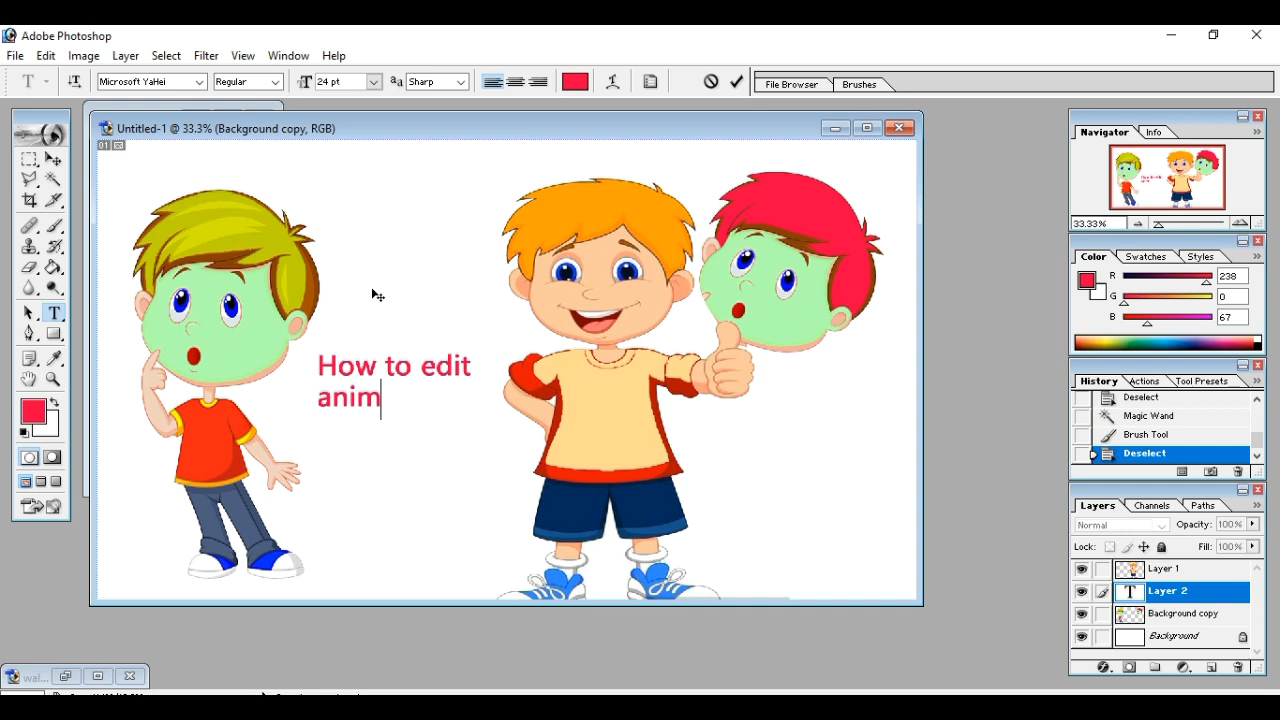 Adobe Photoshop
File Edit Image Layer Select Filter View Window Help
T Microsoft YaHei Regular 24 pt Sharp File Browser Brushes
Untitled-1 @ 33.3% (Background copy, RGB)
01
How to edit
anim
Navigator Info
33.33%
Color Swatches Styles
R 238
G 0
B 67
History Actions Tool Presets
Deselect
Magic Wand
Brush Tool
Deselect
Layers Channels Paths
Normal Opacity: 100%
Lock: Fill: 100%
Layer 1
T Layer 2
Background copy
Background
wal...